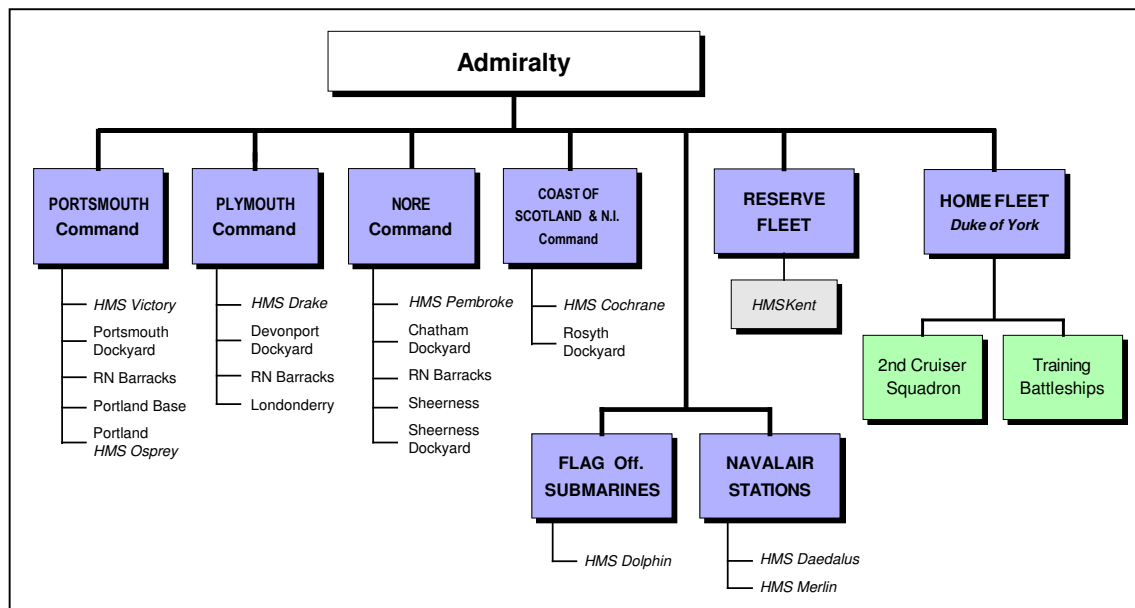 Admiralty
PORTSMOUTH
Command
PLYMOUTH
Command
NORE
Command
COAST OF
SCOTLAND & N.I.
Command
RESERVE
FLEET
HOME FLEET
Duke of York
HMS Victory
Portsmouth
Dockyard
RN Barracks
Portland Base
Portland
HMS Osprey
HMS Drake
Devonport
Dockyard
RN Barracks
Londonderry
HMS Pembroke
Chatham
Dockyard
RN Barracks
Sheerness
Sheerness
Dockyard
HMS Cochrane
Rosyth
Dockyard
HMSKent
2nd Cruiser
Squadron
Training
Battleships
FLAG Off.
SUBMARINES
NAVALAIR
STATIONS
HMS Dolphin
HMS Daedalus
HMS Merlin